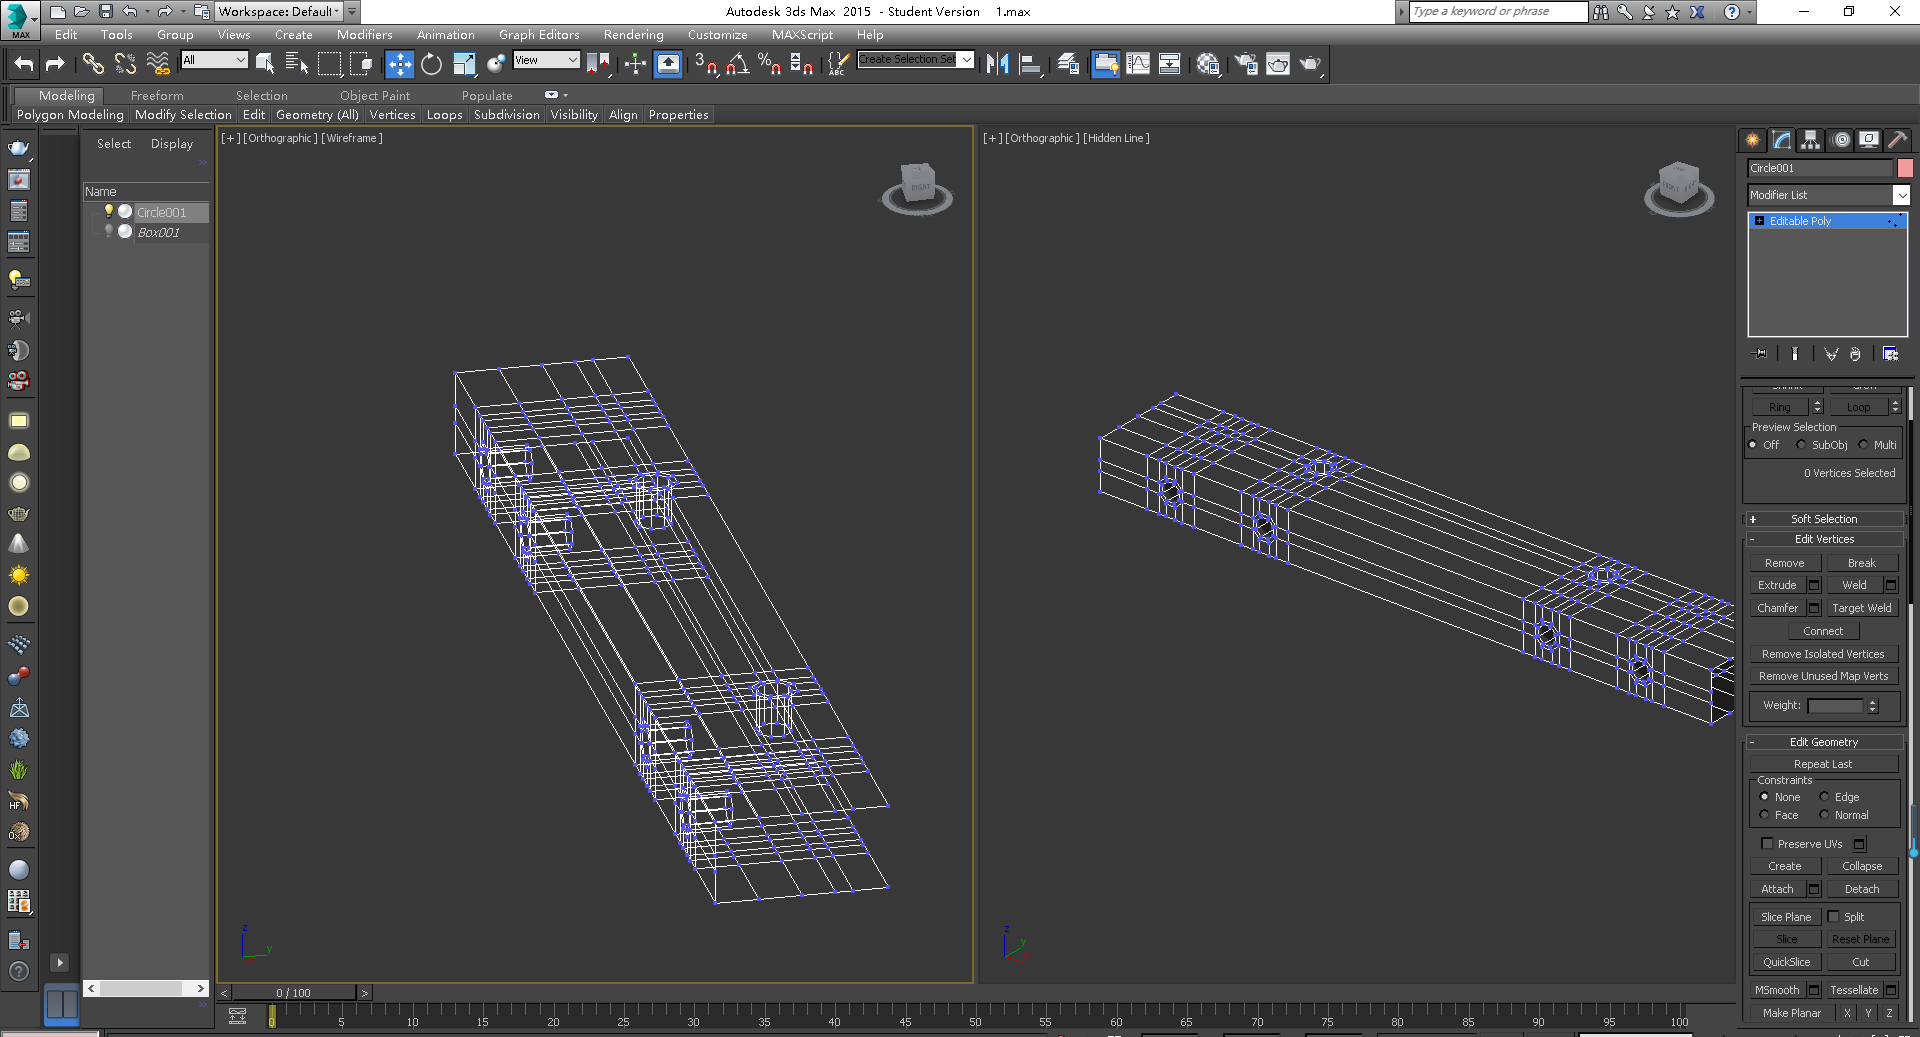 Workspace: Default
Autodesk 3ds Max 2015 - Student Version 1.max
Type a keyword or phrase
MAX
Edit Tools Group Views Create Modifiers Animation Graph Editors Rendering Customize MAXScript Help
All
View
3
ABC
Create Selection Set
Modeling Freeform Selection Object Paint Populate
Polygon Modeling Modify Selection Edit Geometry (All) Vertices Loops Subdivision Visibility Align Properties
Select Display
Name
Circle001
Box001
[+] [Orthographic] [Wireframe]
RIGHT
z
y
[+] [Orthographic] [Hidden Line]
z
y
0 / 100
0 5 10 15 20 25 30 35 40 45 50 55 60 65 70 75 80 85 90 95 100
Circle001
Modifier List
Editable Poly
Ring Loop
Preview Selection
Off SubObj Multi
0 Vertices Selected
+ Soft Selection
- Edit Vertices
Remove Break
Extrude Weld
Chamfer Target Weld
Connect
Remove Isolated Vertices
Remove Unused Map Verts
Weight:
- Edit Geometry
Repeat Last
Constraints
None Edge
Face Normal
Preserve UVs
Create Collapse
Attach Detach
Slice Plane Split
Slice Reset Plane
QuickSlice Cut
MSmooth Tessellate
Make Planar X Y Z
HF